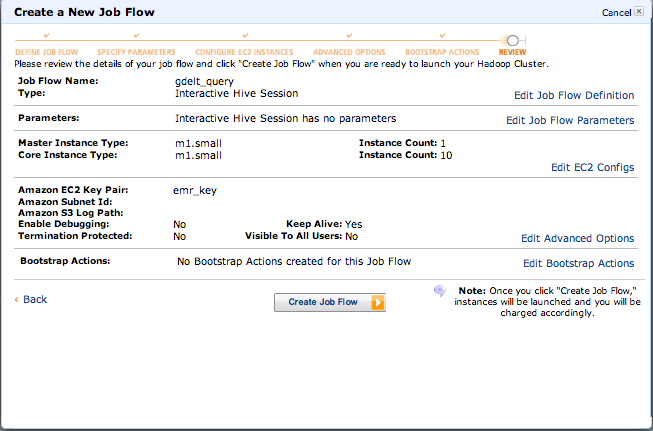 Create a New Job Flow
Cancel
DEFINE JOB FLOW
SPECIFY PARAMETERS
CONFIGURE EC2 INSTANCES
ADVANCED OPTIONS
BOOTSTRAP ACTIONS
REVIEW
Please review the details of your job flow and click "Create Job Flow" when you are ready to launch your Hadoop Cluster.
Job Flow Name: gdelt_query
Type: Interactive Hive Session
Edit Job Flow Definition
Parameters: Interactive Hive Session has no parameters
Edit Job Flow Parameters
Master Instance Type: m1.small Instance Count: 1
Core Instance Type: m1.small Instance Count: 10
Edit EC2 Configs
Amazon EC2 Key Pair: emr_key
Amazon Subnet Id:
Amazon S3 Log Path:
Enable Debugging: No Keep Alive: Yes
Termination Protected: No Visible To All Users: No
Edit Advanced Options
Bootstrap Actions: No Bootstrap Actions created for this Job Flow
Edit Bootstrap Actions
Back
Create Job Flow
Note: Once you click "Create Job Flow,"
instances will be launched and you will be
charged accordingly.